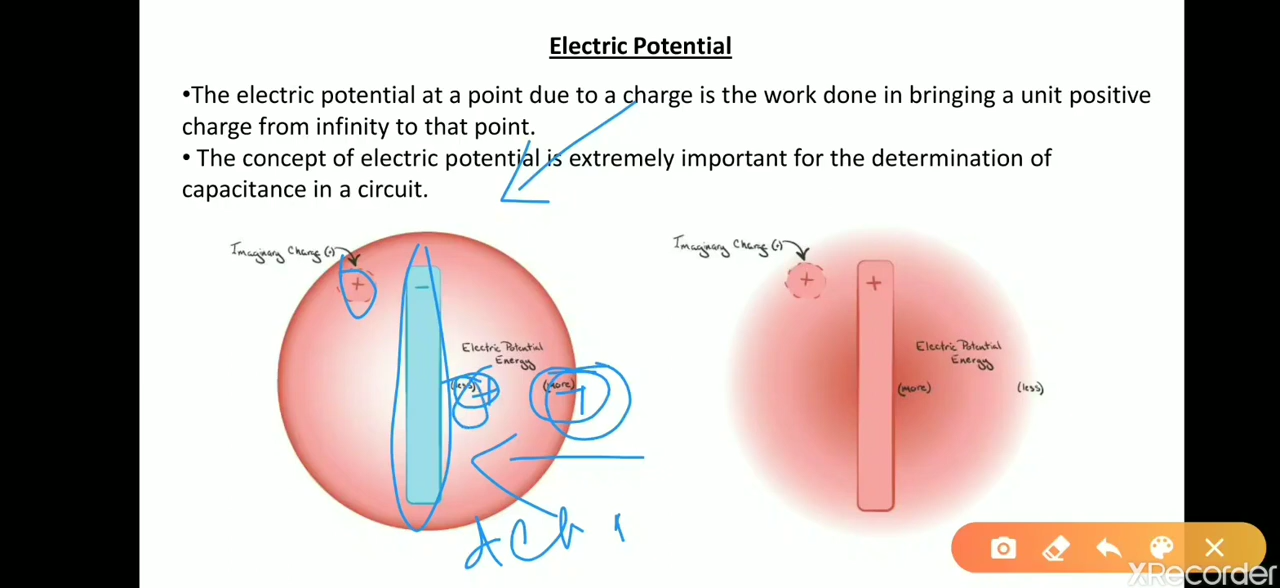 Electric Potential
•The electric potential at a point due to a charge is the work done in bringing a unit positive
charge from infinity to that point.
• The concept of electric potential is extremely important for the determination of
capacitance in a circuit.
Imaginary Charge (+)
+
−
Electric Potential
Energy
(less) (more)
+ +
Imaginary Charge (+)
+
+
Electric Potential
Energy
(more) (less)
XRecorder